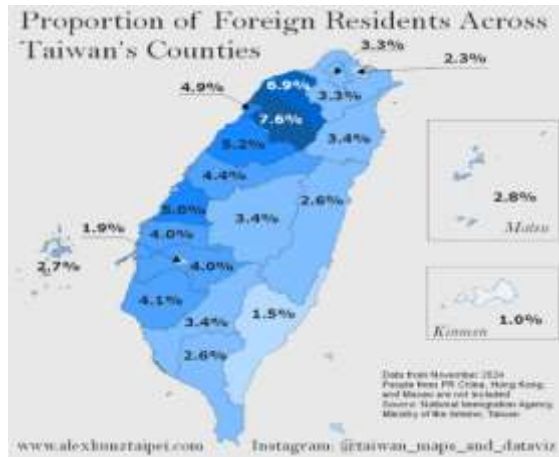 Proportion of Foreign Residents Across
Taiwan's Counties
3.3%
2.3%
4.9%
6.9%
3.3%
7.6%
3.4%
5.2%
4.4%
2.6%
2.8%
Matsu
5.0%
3.4%
1.9%
4.0%
2.7%
4.0%
4.1%
1.5%
1.0%
3.4%
Kinmen
2.6%
Data from November 2024
People from PR China, Hong Kong,
and Macao are not included
Source: National Immigration Agency,
Ministry of the Interior, Taiwan
Instagram: @taiwan_maps_and_dataviz